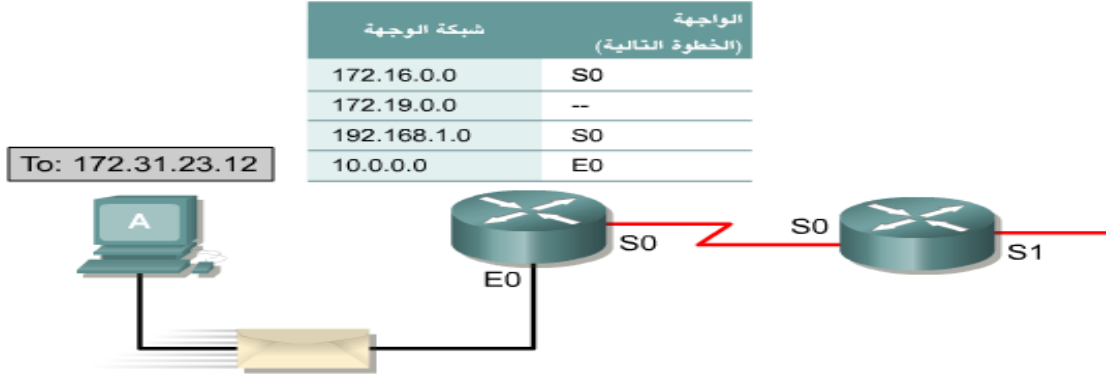 شبكة الوجهة
الواجهة
(الخطوة التالية)
172.16.0.0 S0
172.19.0.0 --
192.168.1.0 S0
10.0.0.0 E0
To: 172.31.23.12
A
S0
E0
S0
S1